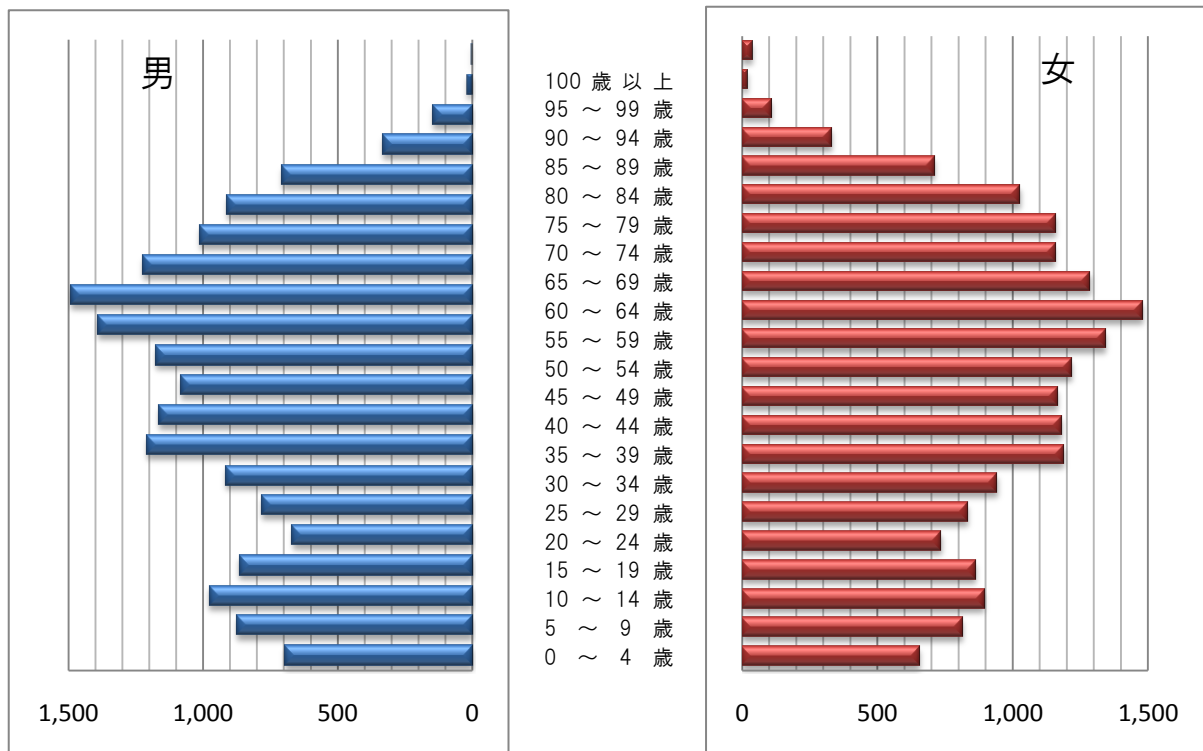 男
女
100 歳 以 上
95 ～ 99 歳
90 ～ 94 歳
85 ～ 89 歳
80 ～ 84 歳
75 ～ 79 歳
70 ～ 74 歳
65 ～ 69 歳
60 ～ 64 歳
55 ～ 59 歳
50 ～ 54 歳
45 ～ 49 歳
40 ～ 44 歳
35 ～ 39 歳
30 ～ 34 歳
25 ～ 29 歳
20 ～ 24 歳
15 ～ 19 歳
10 ～ 14 歳
5 ～ 9 歳
0 ～ 4 歳
1,500 1,000 500 0
0 500 1,000 1,500